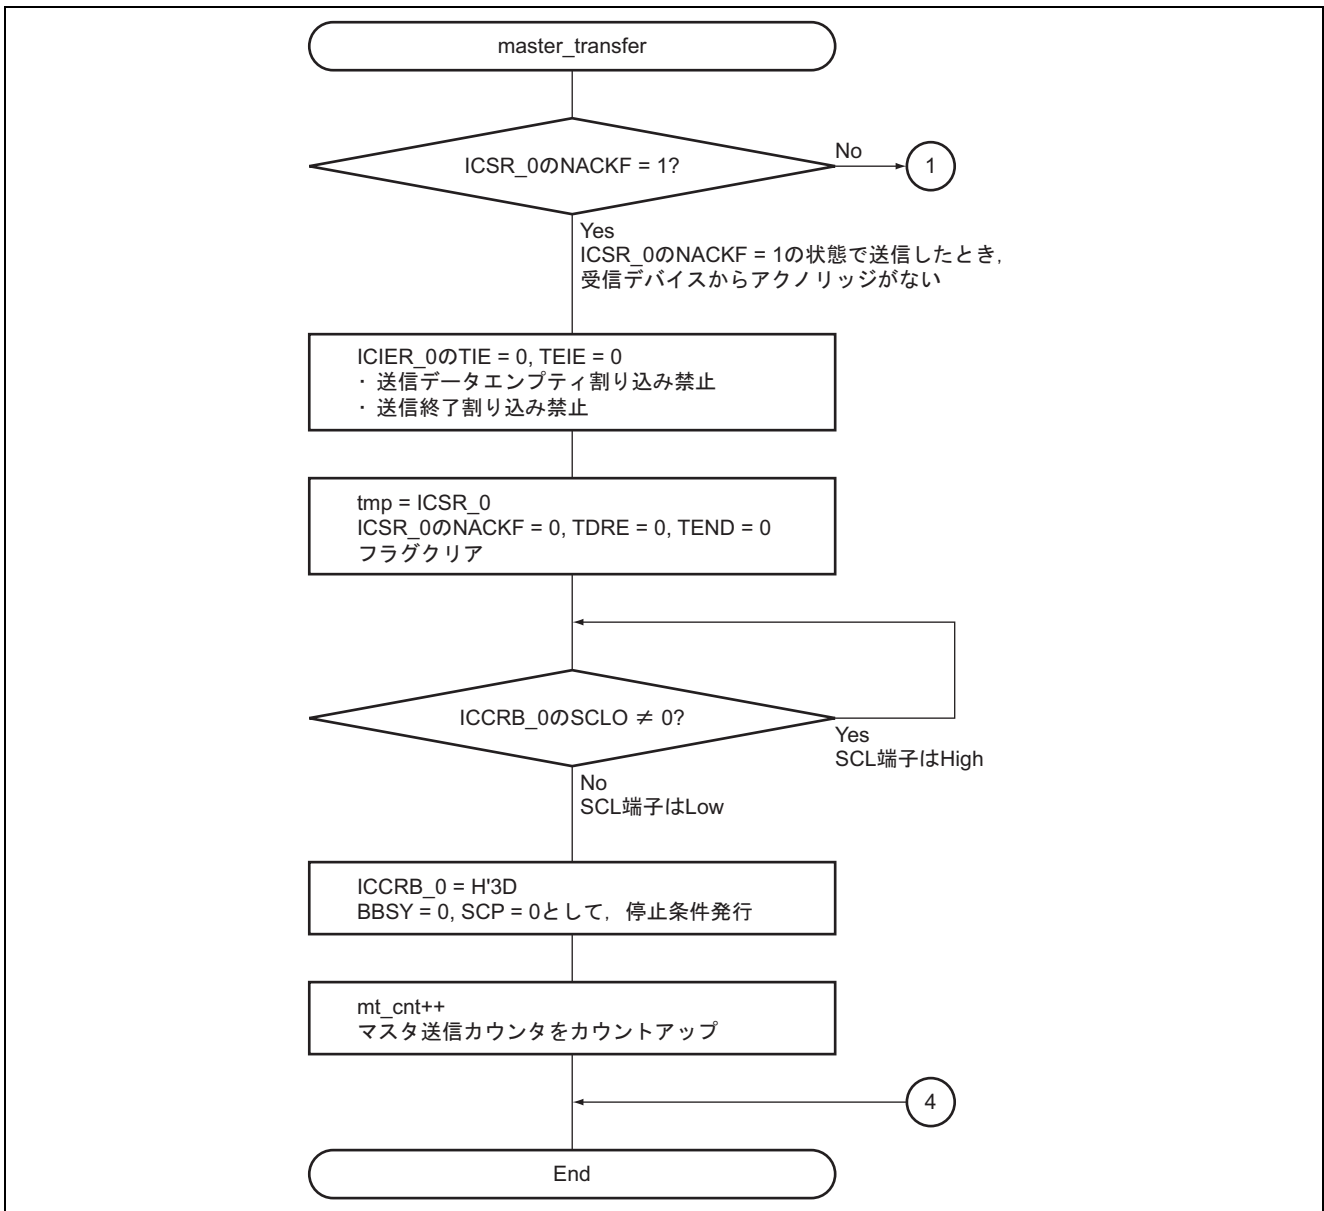 master_transfer
ICSR_0のNACKF = 1?
No
1
Yes
ICSR_0のNACKF = 1の状態で送信したとき,
受信デバイスからアクノリッジがない
ICIER_0のTIE = 0, TEIE = 0
・ 送信データエンプティ割り込み禁止
・ 送信終了割り込み禁止
tmp = ICSR_0
ICSR_0のNACKF = 0, TDRE = 0, TEND = 0
フラグクリア
ICCRB_0のSCLO ≠ 0?
Yes
SCL端子はHigh
No
SCL端子はLow
ICCRB_0 = H'3D
BBSY = 0, SCP = 0として, 停止条件発行
mt_cnt++
マスタ送信カウンタをカウントアップ
4
End